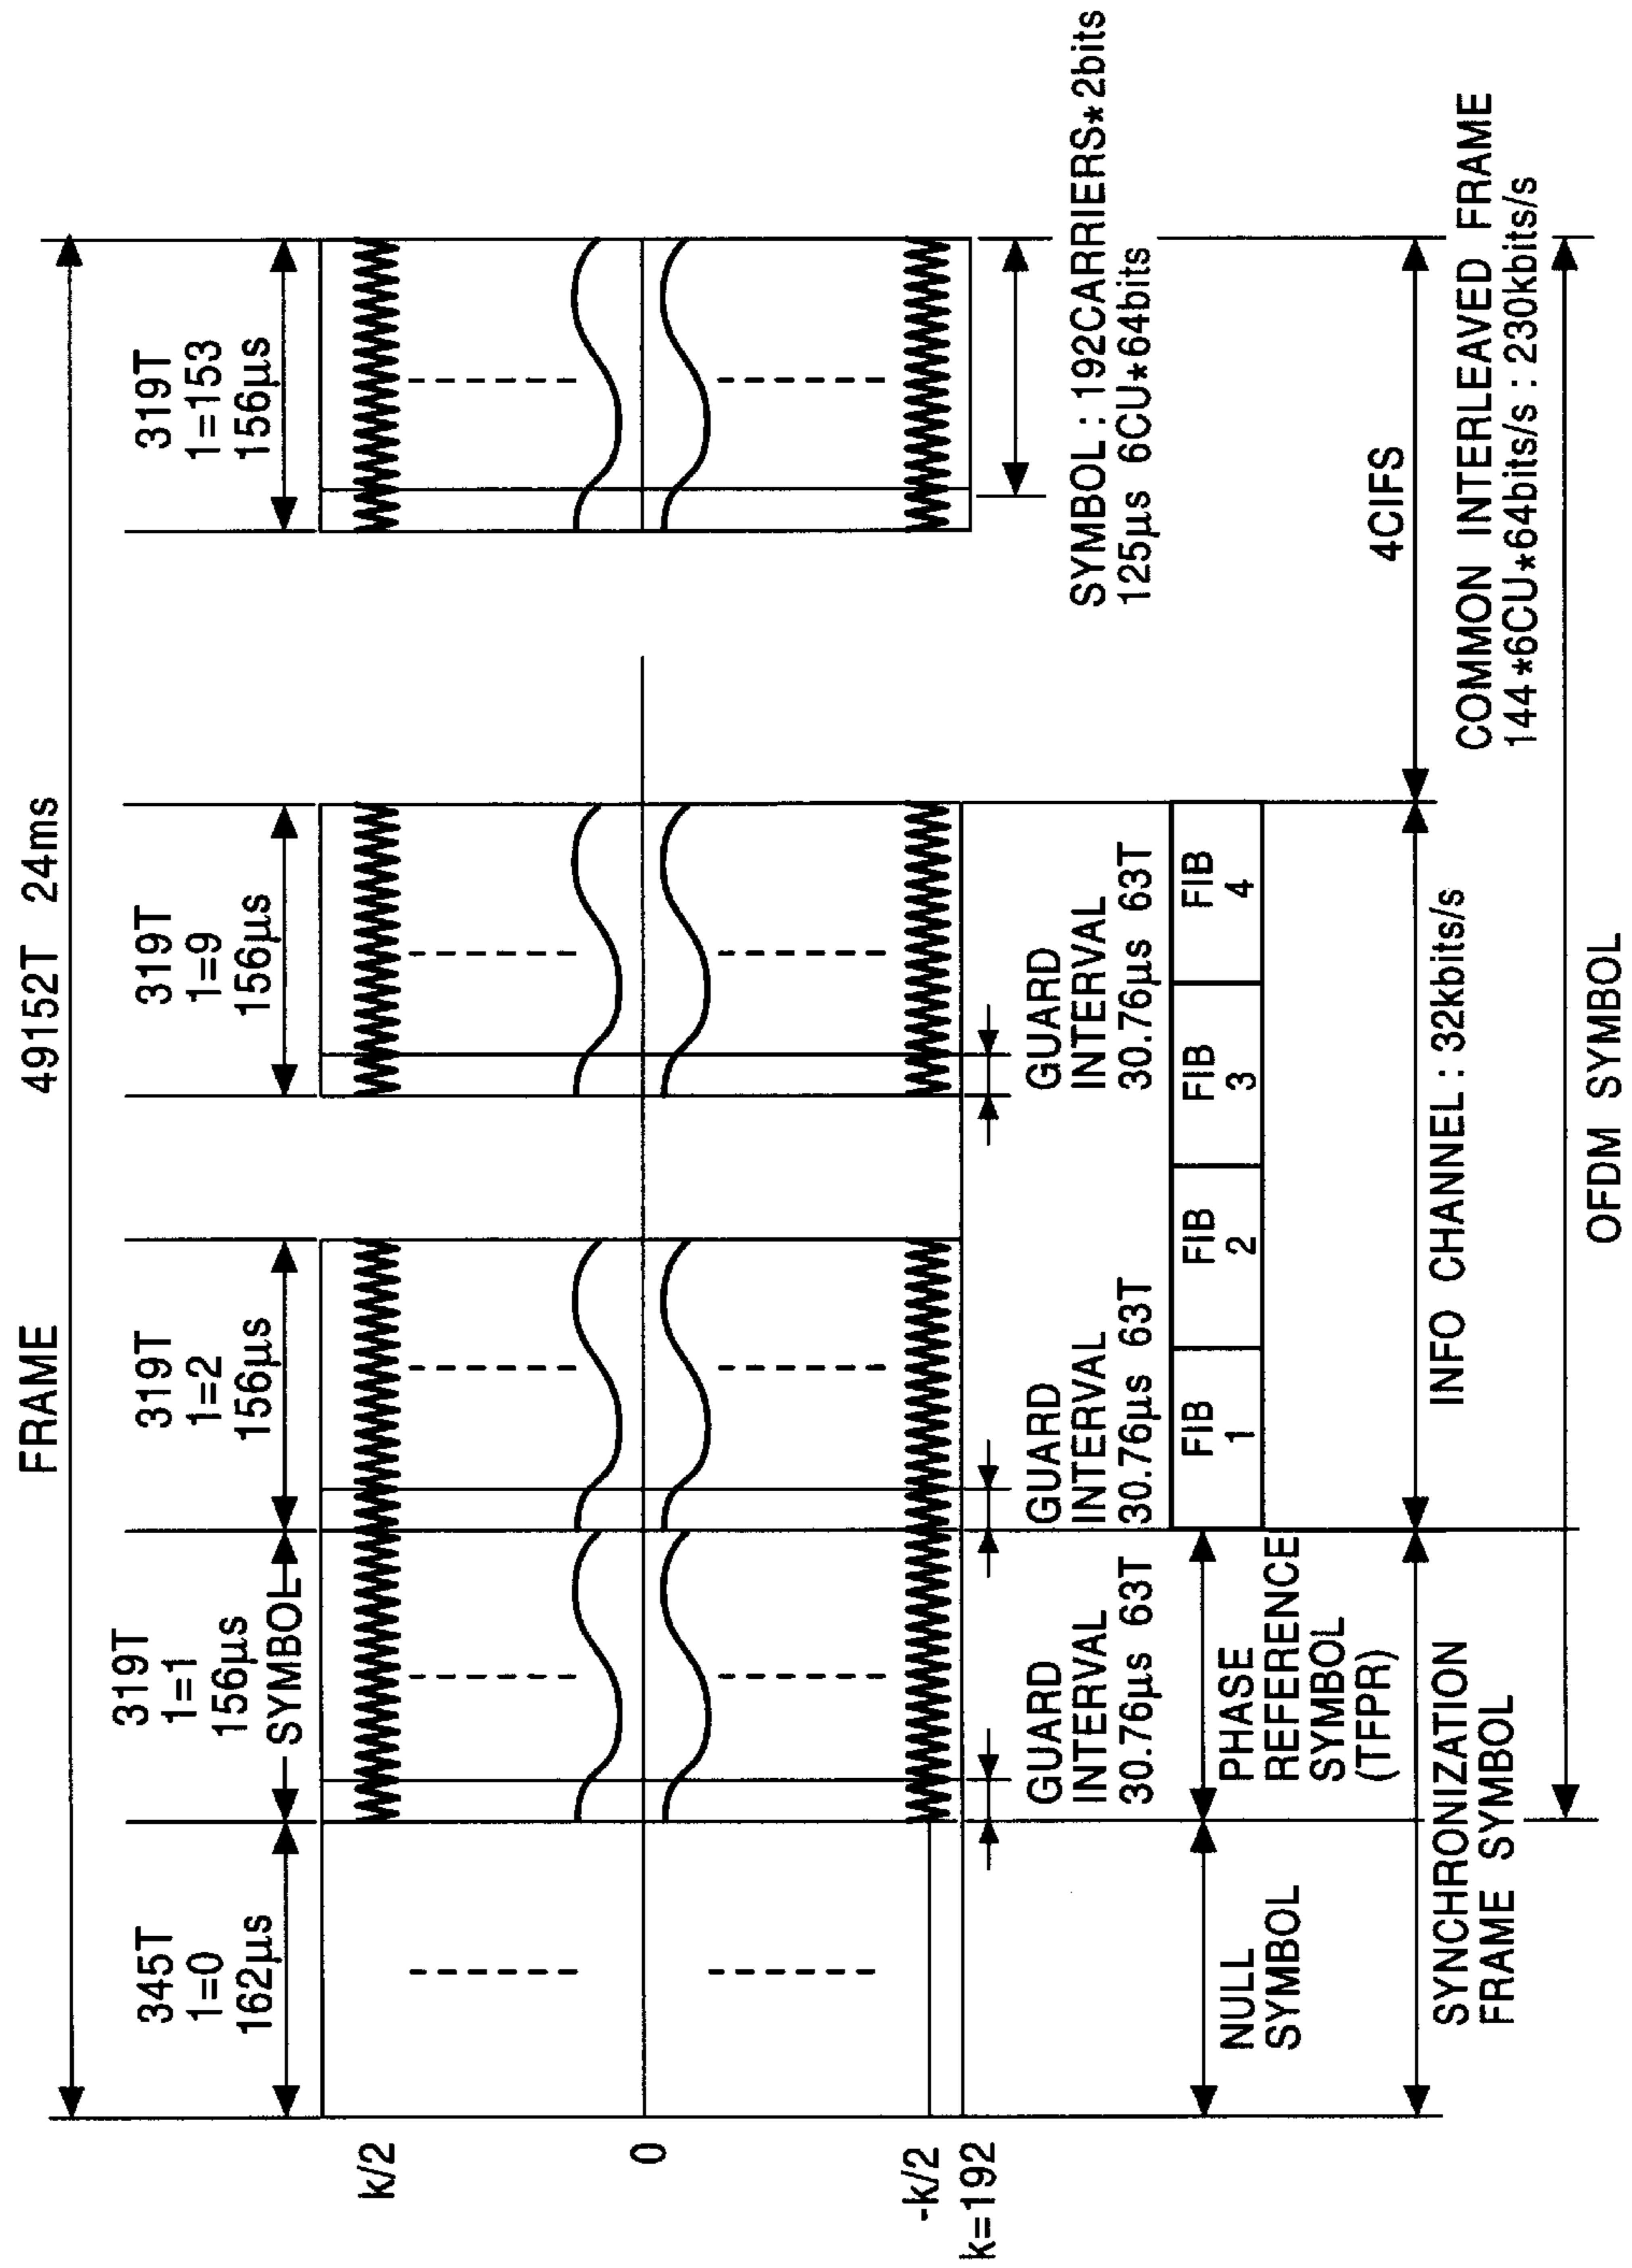 FRAME
49152T 24ms
345T
1=0
162µs
319T
1=1
156µs
SYMBOL
319T
1=2
156µs
319T
1=9
156µs
319T
1=153
156µs
k/2
0
-k/2
k=192
GUARD
INTERVAL
30.76µs 63T
GUARD
INTERVAL
30.76µs 63T
GUARD
INTERVAL
30.76µs 63T
SYMBOL : 192CARRIERS*2bits
125µs 6CU*64bits
NULL
SYMBOL
PHASE
REFERENCE
SYMBOL
(TFPR)
FIB
1
FIB
2
FIB
3
FIB
4
4CIFS
SYNCHRONIZATION
FRAME SYMBOL
INFO CHANNEL : 32kbits/s
COMMON INTERLEAVED FRAME
144*6CU*64bits/s : 230kbits/s
OFDM SYMBOL